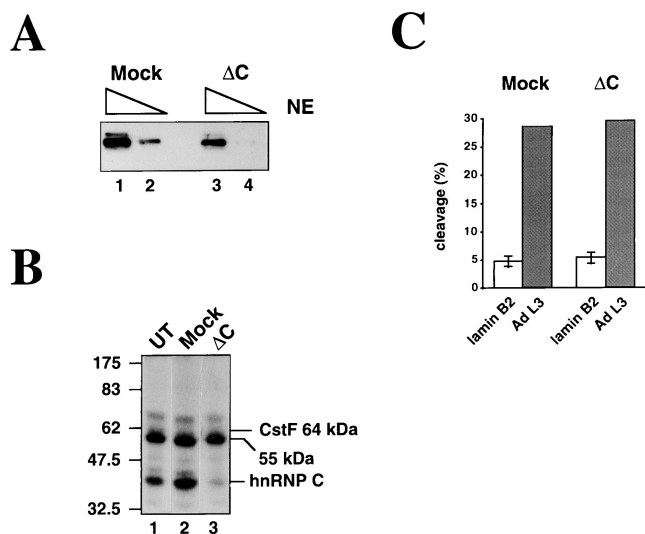 A
Mock ΔC
NE
1 2 3 4
B
UT Mock ΔC
175
83
62
47.5
32.5
CstF 64 kDa
55 kDa
hnRNP C
1 2 3
C
Mock ΔC
30
25
20
15
10
5
0
cleavage (%)
lamin B2 Ad L3 lamin B2 Ad L3